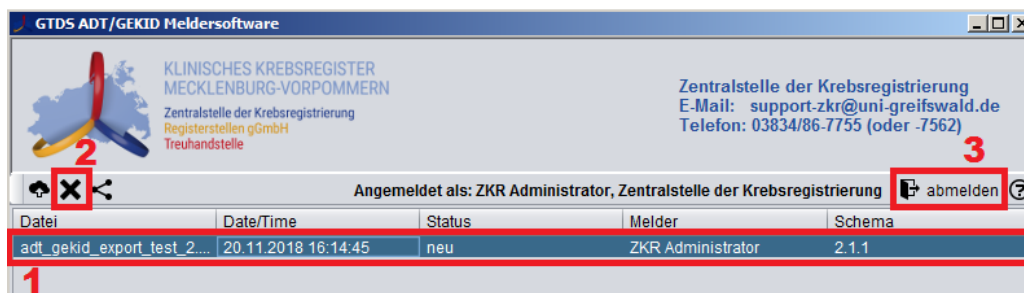 GTDS ADT/GEKID Meldersoftware
KLINISCHES KREBSREGISTER
MECKLENBURG-VORPOMMERN
Zentralstelle der Krebsregistrierung
Registerstellen gGmbH
Treuhandstelle
Zentralstelle der Krebsregistrierung
E-Mail: support-zkr@uni-greifswald.de
Telefon: 03834/86-7755 (oder -7562)
2
3
Angemeldet als: ZKR Administrator, Zentralstelle der Krebsregistrierung abmelden ?
Datei Date/Time Status Melder Schema
adt_gekid_export_test_2.... 20.11.2018 16:14:45 neu ZKR Administrator 2.1.1
1